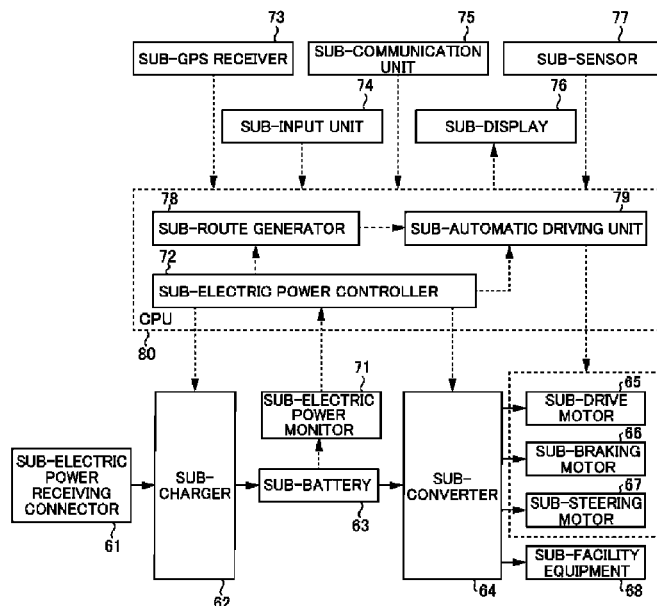 73
75
77
SUB-GPS RECEIVER
SUB-COMMUNICATION
UNIT
SUB-SENSOR
74
76
SUB-INPUT UNIT
SUB-DISPLAY
78
79
SUB-ROUTE GENERATOR
SUB-AUTOMATIC DRIVING UNIT
72
SUB-ELECTRIC POWER CONTROLLER
CPU
80
71
SUB-ELECTRIC
POWER
MONITOR
65
SUB-DRIVE
MOTOR
66
SUB-BRAKING
MOTOR
67
SUB-STEERING
MOTOR
SUB-ELECTRIC
POWER
RECEIVING
CONNECTOR
61
SUB-
CHARGER
62
SUB-BATTERY
63
SUB-
CONVERTER
64
SUB-FACILITY
EQUIPMENT
68